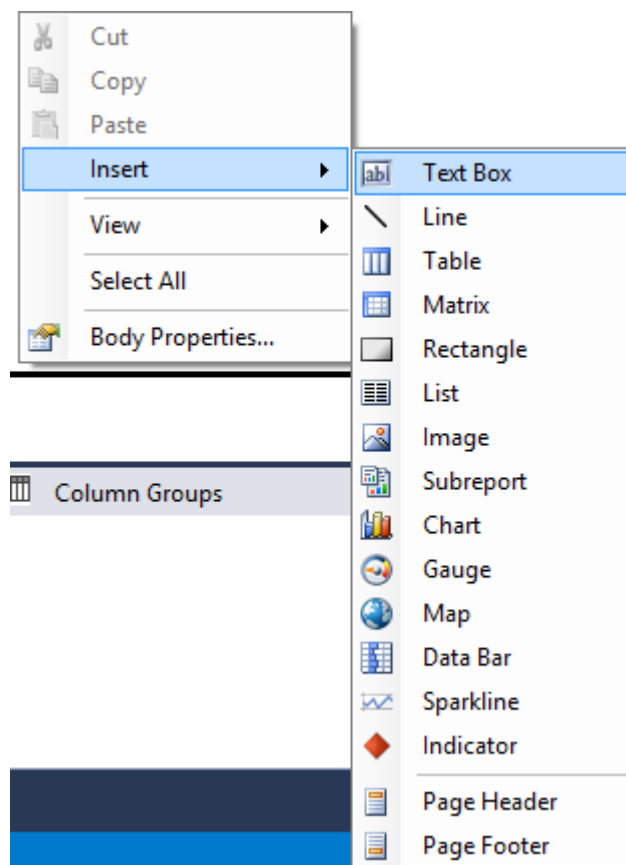 Cut
Copy
Paste
Insert
View
Select All
Body Properties...
Column Groups
abl Text Box
Line
Table
Matrix
Rectangle
List
Image
Subreport
Chart
Gauge
Map
Data Bar
Sparkline
Indicator
Page Header
Page Footer